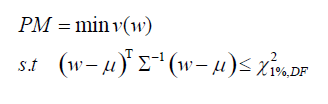 PM = min v(w)
s.t (w − μ)ᵀ Σ⁻¹ (w − μ) ≤ χ²₁%,DF